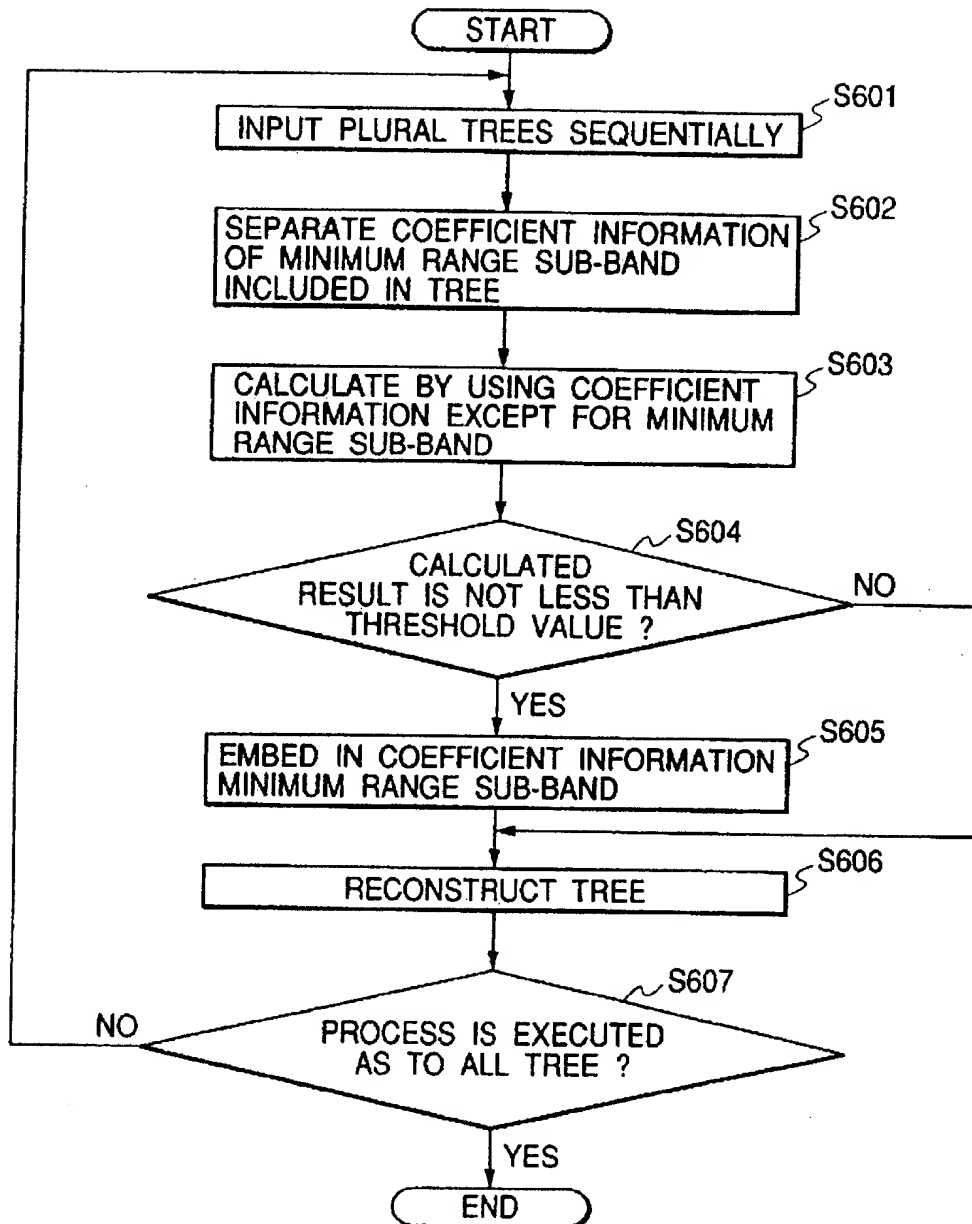 START
S601
INPUT PLURAL TREES SEQUENTIALLY
S602
SEPARATE COEFFICIENT INFORMATION
OF MINIMUM RANGE SUB-BAND
INCLUDED IN TREE
S603
CALCULATE BY USING COEFFICIENT
INFORMATION EXCEPT FOR MINIMUM
RANGE SUB-BAND
S604
CALCULATED
RESULT IS NOT LESS THAN
THRESHOLD VALUE ?
NO
YES
S605
EMBED IN COEFFICIENT INFORMATION
MINIMUM RANGE SUB-BAND
S606
RECONSTRUCT TREE
S607
NO
PROCESS IS EXECUTED
AS TO ALL TREE ?
YES
END